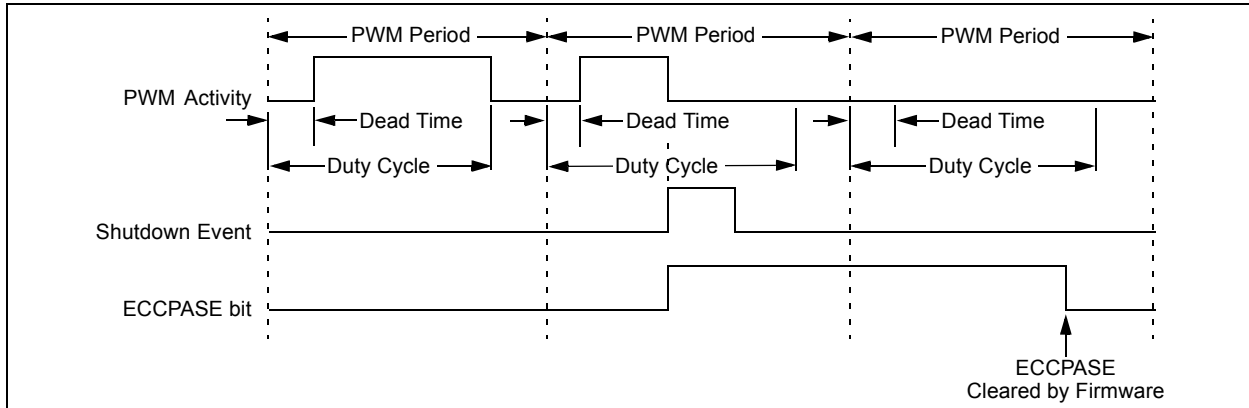 PWM Period
PWM Period
PWM Period
PWM Activity
Dead Time
Dead Time
Dead Time
Duty Cycle
Duty Cycle
Duty Cycle
Shutdown Event
ECCPASE bit
ECCPASE
Cleared by Firmware